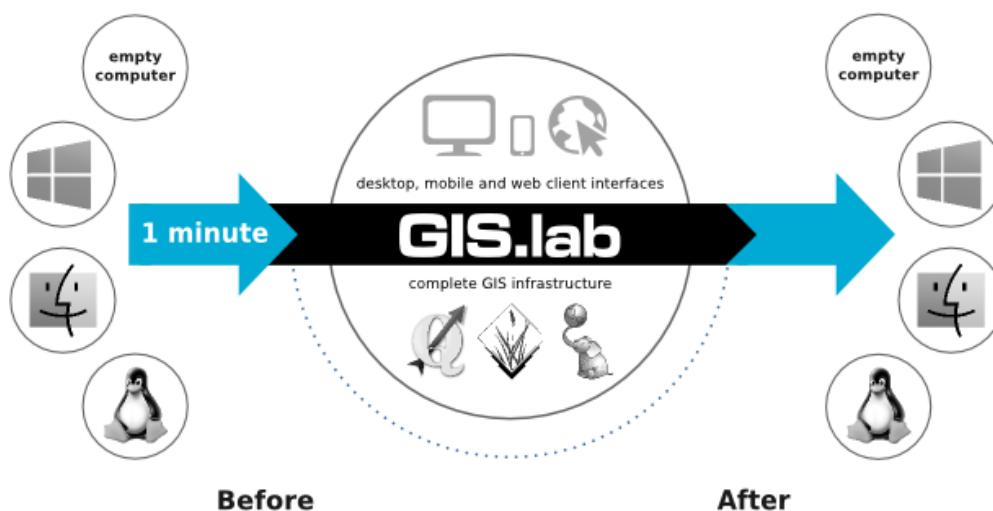 empty
computer
empty
computer
desktop, mobile and web client interfaces
1 minute
GIS.lab
complete GIS infrastructure
Before
After